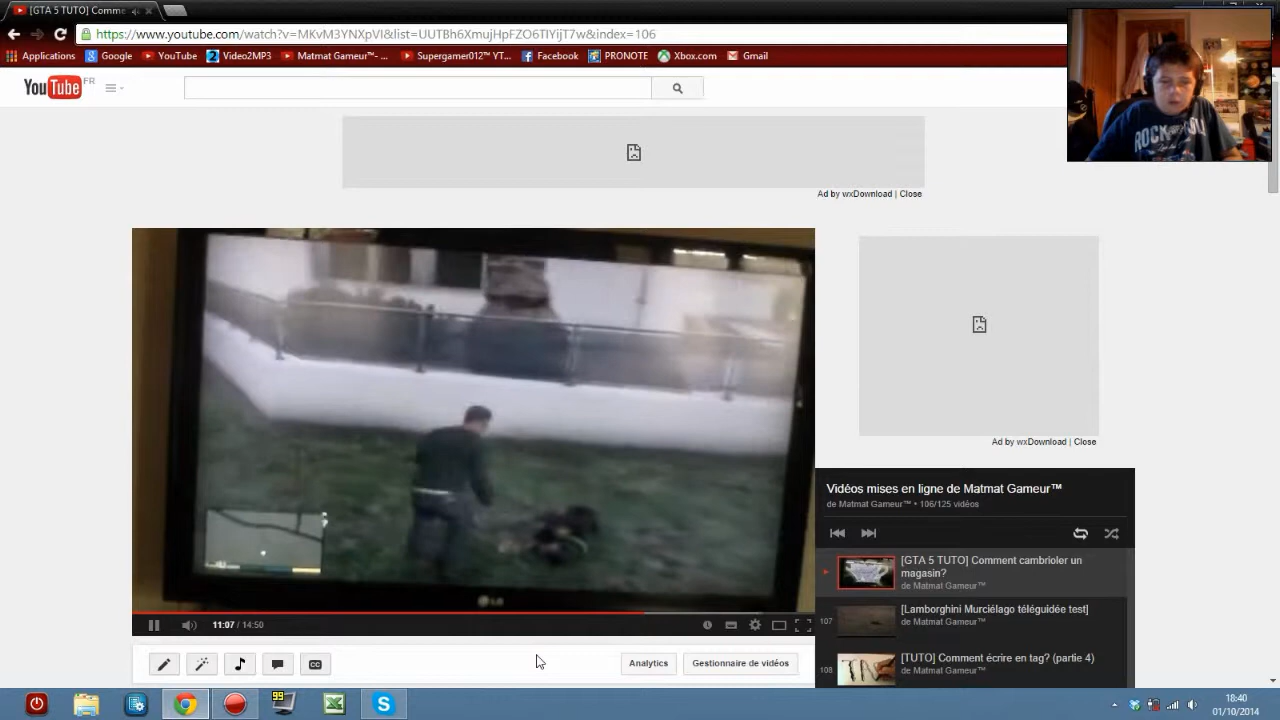 [GTA 5 TUTO] Comme
https://www.youtube.com/watch?v=MKvM3YNXpVI&list=UUTBh6XmujHpFZO6TIYijT7w&index=106
Applications Google YouTube Video2MP3 Matmat Gameur™-... Supergamer012™ YT... Facebook PRONOTE Xbox.com Gmail
YouTube FR
ROCK
Ad by wxDownload | Close
Ad by wxDownload | Close
LG
11:07 / 14:50
Analytics Gestionnaire de vidéos
Vidéos mises en ligne de Matmat Gameur™
de Matmat Gameur™ • 106/125 vidéos
[GTA 5 TUTO] Comment cambrioler un
magasin?
de Matmat Gameur™
107 [Lamborghini Murciélago téléguidée test]
de Matmat Gameur™
108 [TUTO] Comment écrire en tag? (partie 4)
de Matmat Gameur™
99
18:40
01/10/2014